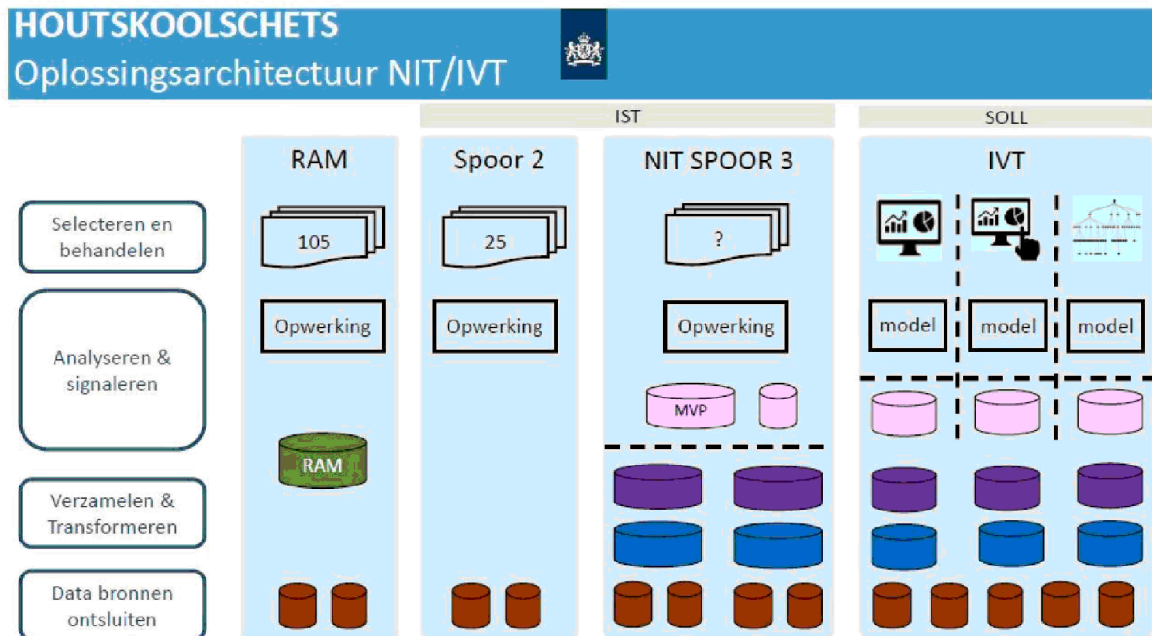 HOUTSKOOLSCHETS
Oplossingsarchitectuur NIT/IVT
IST
SOLL
RAM
Spoor 2
NIT SPOOR 3
IVT
Selecteren en
behandelen
105
25
?
Analyseren &
signaleren
Opwerking
Opwerking
Opwerking
model
model
model
MVP
RAM
Verzamelen &
Transformeren
Data bronnen
ontsluiten